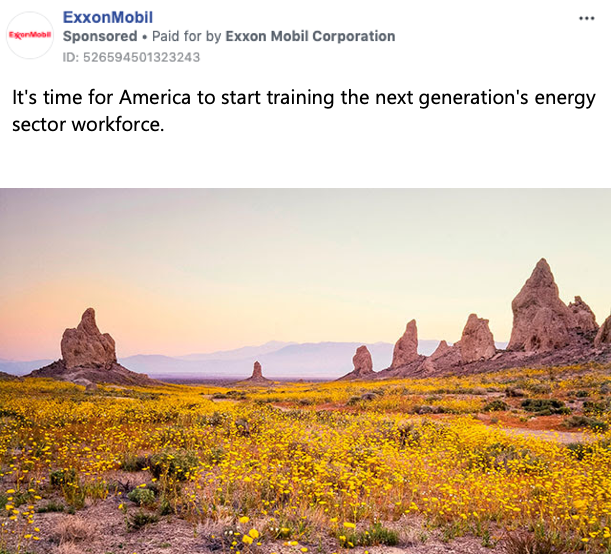 ExxonMobil
ExxonMobil
Sponsored • Paid for by Exxon Mobil Corporation
ID: 526594501323243
It's time for America to start training the next generation's energy
sector workforce.